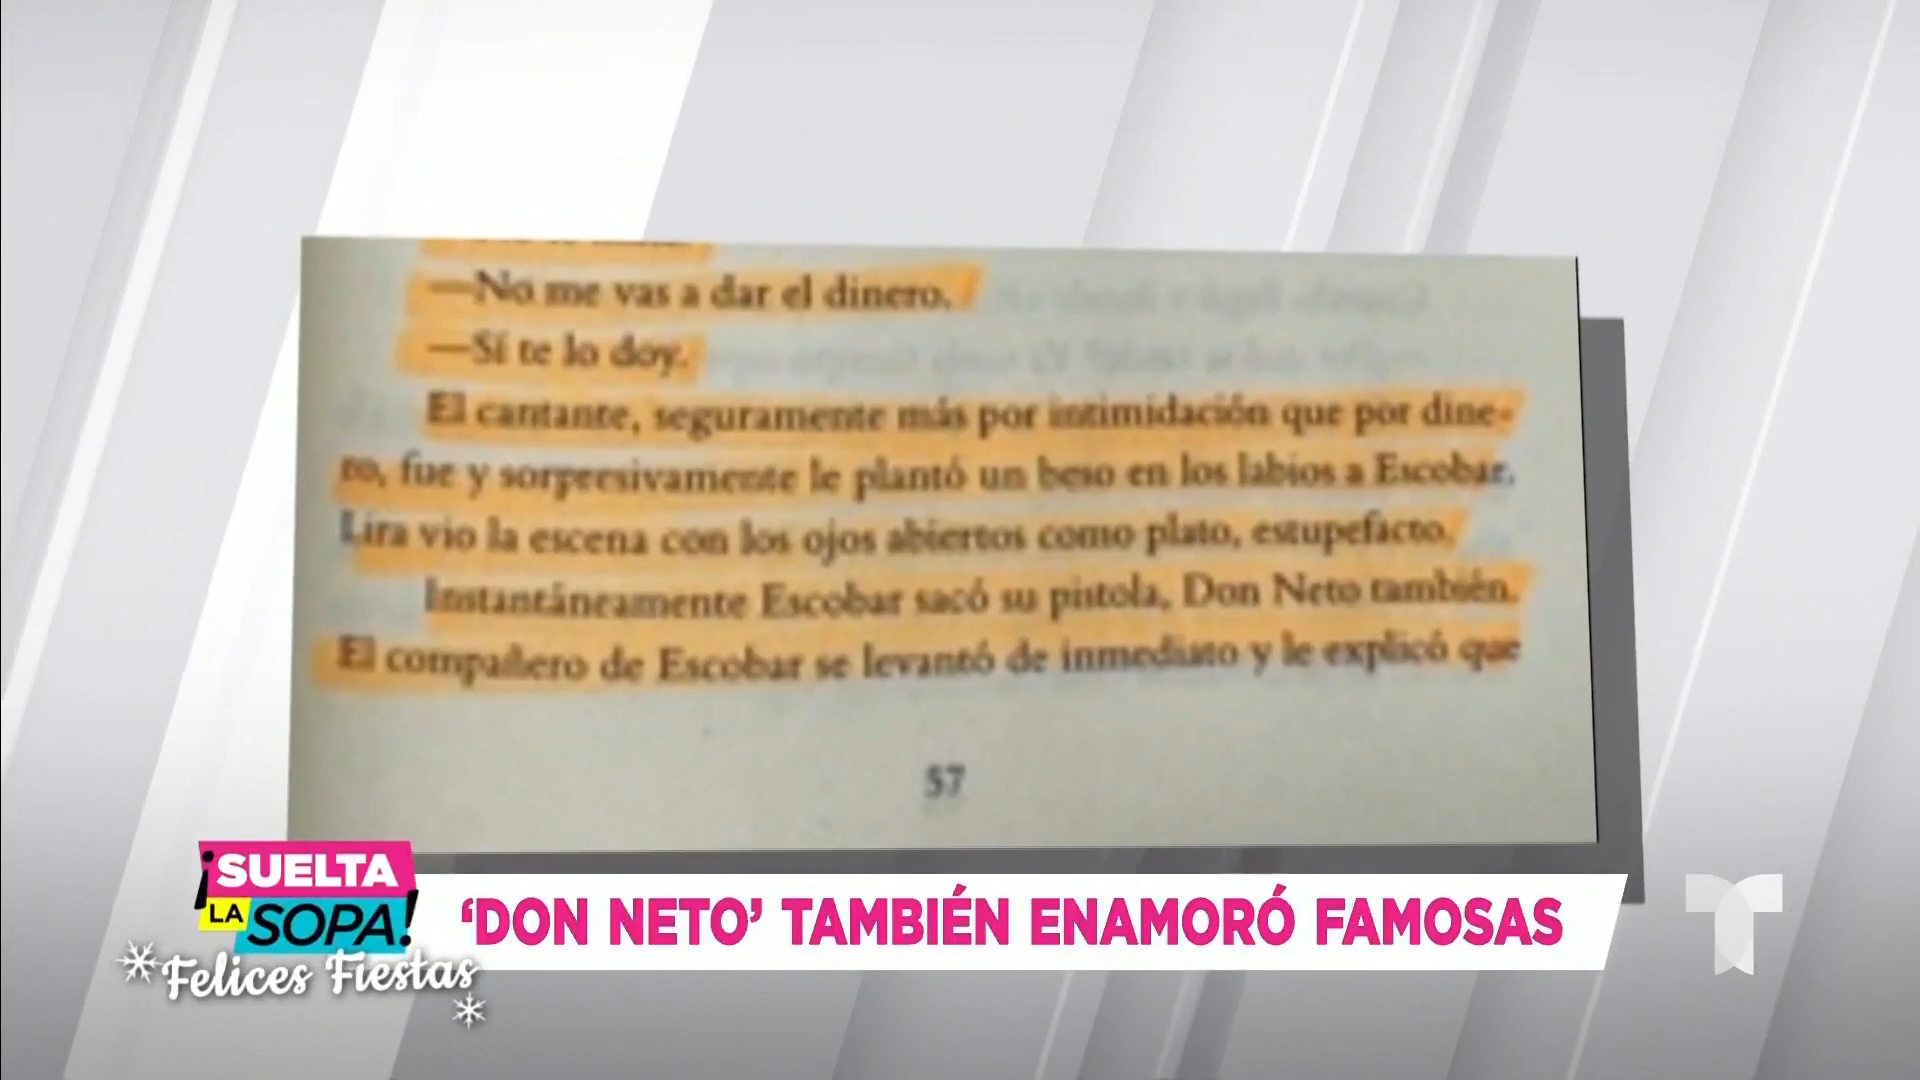 —No me vas a dar el dinero.
—Sí te lo doy.
El cantante, seguramente más por intimidación que por dine-
ro, fue y sorpresivamente le plantó un beso en los labios a Escobar.
Lira vio la escena con los ojos abiertos como plato, estupefacto.
Instantáneamente Escobar sacó su pistola, Don Neto también.
El compañero de Escobar se levantó de inmediato y le explicó que
57
¡SUELTA
LA SOPA!
Felices Fiestas
‘DON NETO’ TAMBIÉN ENAMORÓ FAMOSAS